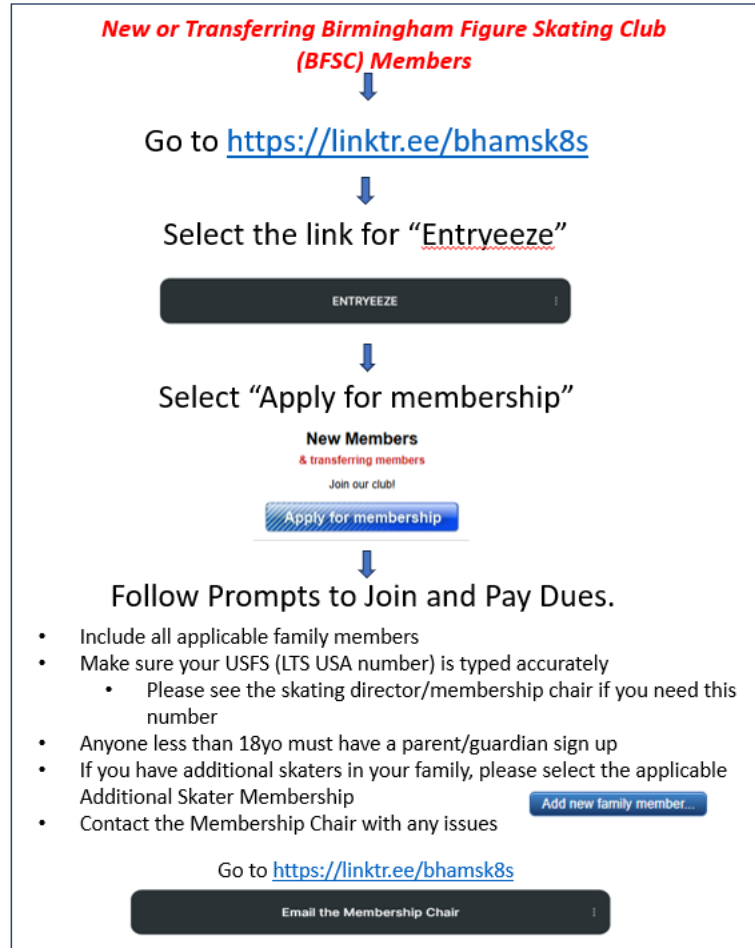 New or Transferring Birmingham Figure Skating Club
(BFSC) Members
Go to https://linktr.ee/bhamsk8s
Select the link for “Entryeeze”
ENTRYEEZE
Select “Apply for membership”
New Members
& transferring members
Join our club!
Apply for membership
Follow Prompts to Join and Pay Dues.
• Include all applicable family members
• Make sure your USFS (LTS USA number) is typed accurately
• Please see the skating director/membership chair if you need this
number
• Anyone less than 18yo must have a parent/guardian sign up
• If you have additional skaters in your family, please select the applicable
Additional Skater Membership
Add new family member...
• Contact the Membership Chair with any issues
Go to https://linktr.ee/bhamsk8s
Email the Membership Chair